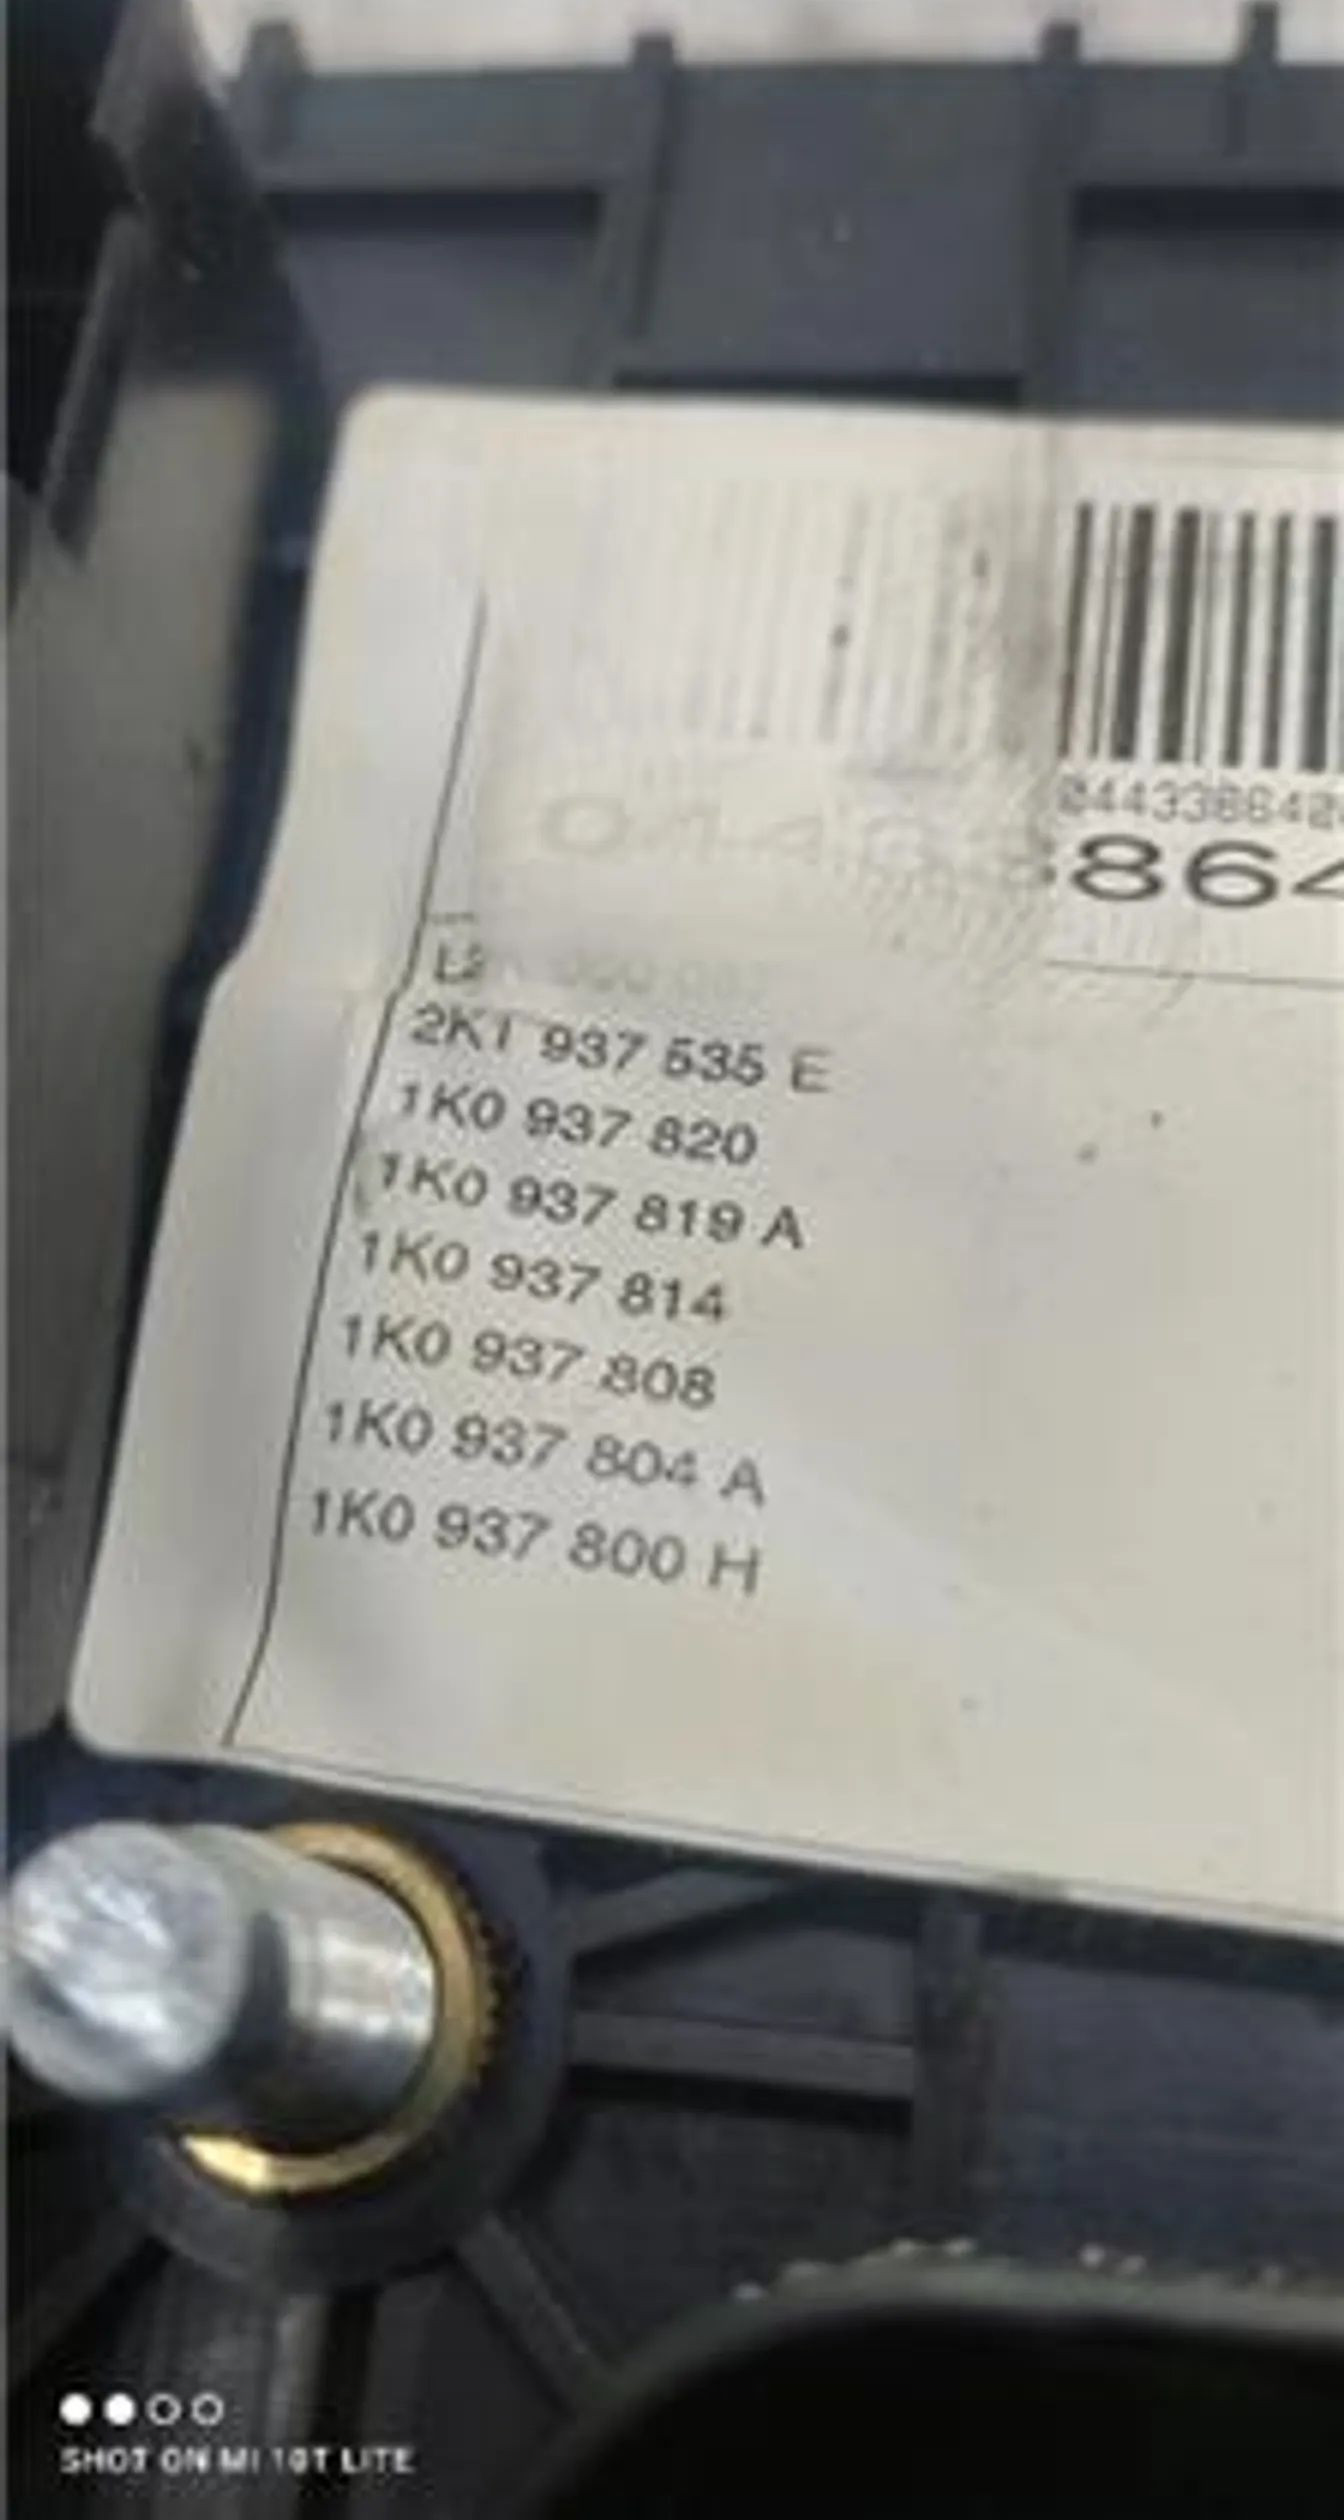 864
2K1 937 535 E
1K0 937 820
1K0 937 819 A
1K0 937 814
1K0 937 808
1K0 937 804 A
1K0 937 800 H
SHOT ON MI 10T LITE